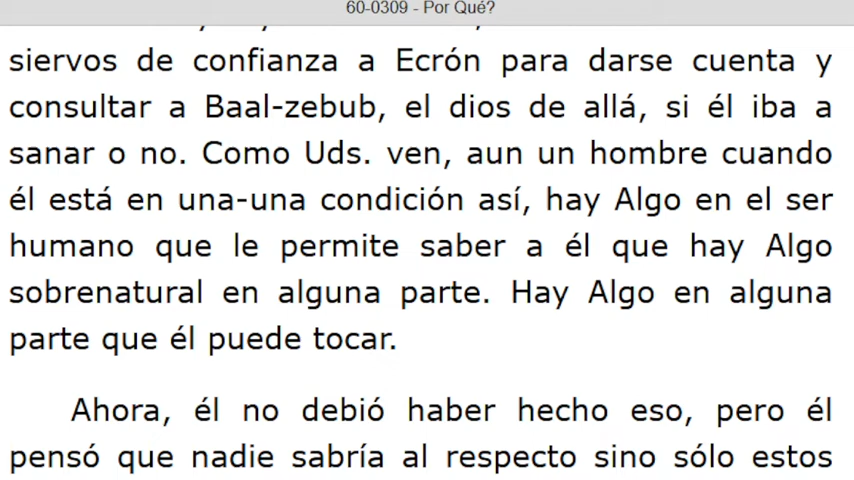 60-0309 - Por Qué?
siervos de confianza a Ecrón para darse cuenta y
consultar a Baal-zebub, el dios de allá, si él iba a
sanar o no. Como Uds. ven, aun un hombre cuando
él está en una-una condición así, hay Algo en el ser
humano que le permite saber a él que hay Algo
sobrenatural en alguna parte. Hay Algo en alguna
parte que él puede tocar.
Ahora, él no debió haber hecho eso, pero él
pensó que nadie sabría al respecto sino sólo estos